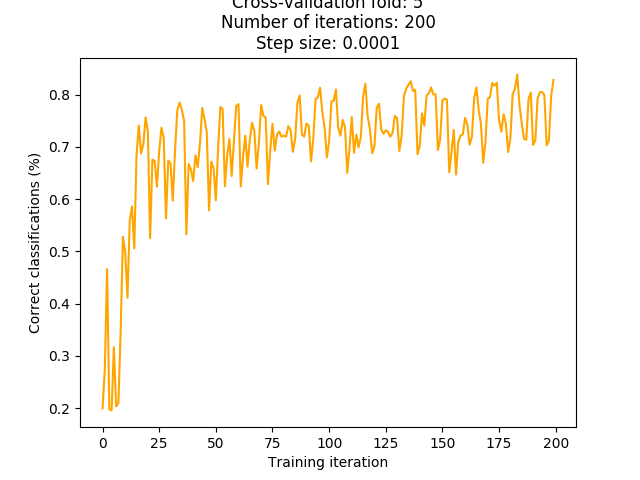 Cross-validation fold: 5
Number of iterations: 200
Step size: 0.0001
Correct classifications (%)
0.8
0.7
0.6
0.5
0.4
0.3
0.2
0 25 50 75 100 125 150 175 200
Training iteration